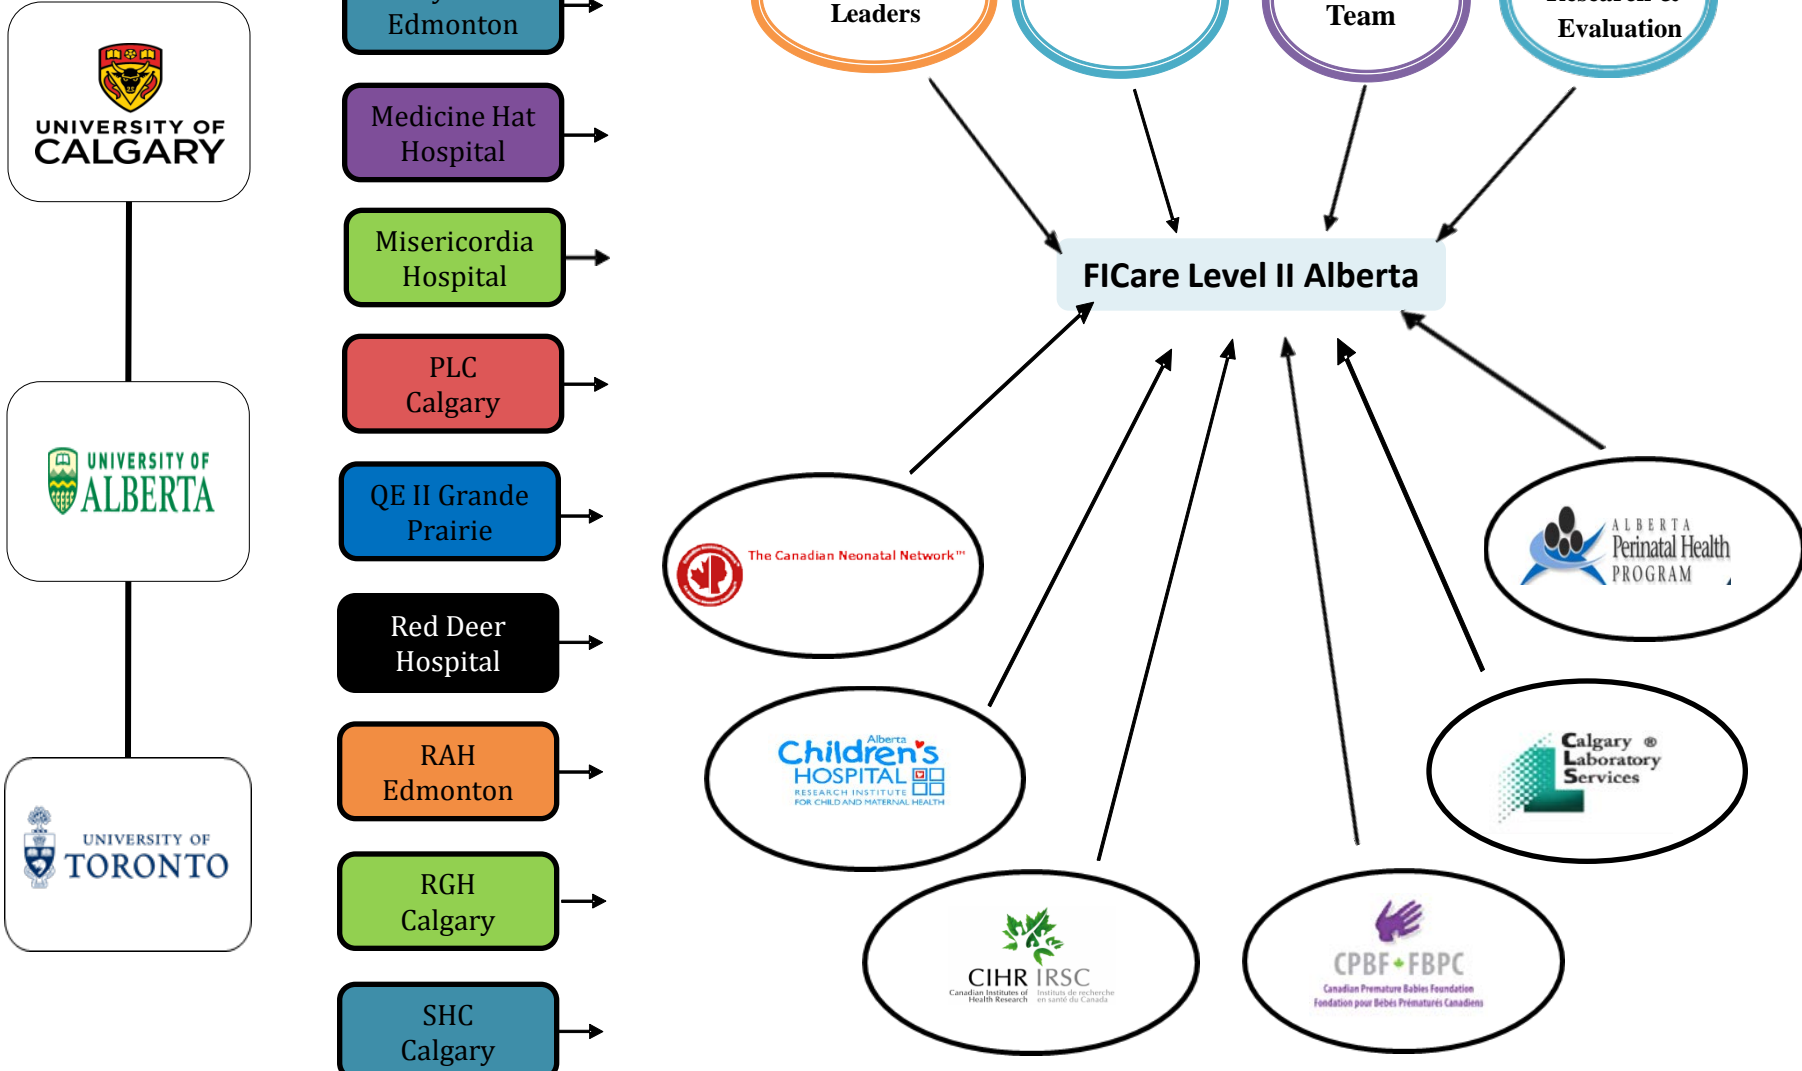 UNIVERSITY OF
CALGARY
UNIVERSITY OF
ALBERTA
UNIVERSITY OF
TORONTO
Edmonton
Medicine Hat
Hospital
Misericordia
Hospital
PLC
Calgary
QE II Grande
Prairie
Red Deer
Hospital
RAH
Edmonton
RGH
Calgary
SHC
Calgary
Leaders
Team
Research &
Evaluation
FICare Level II Alberta
The Canadian Neonatal Network™
ALBERTA
Perinatal Health
PROGRAM
Alberta
Children's
HOSPITAL
RESEARCH INSTITUTE
FOR CHILD AND MATERNAL HEALTH
Calgary ®
Laboratory
Services
CIHR IRSC
Canadian Institutes of Instituts de recherche
Health Research en santé du Canada
CPBF FBPC
Canadian Premature Babies Foundation
Fondation pour Bébés Prématurés Canadiens